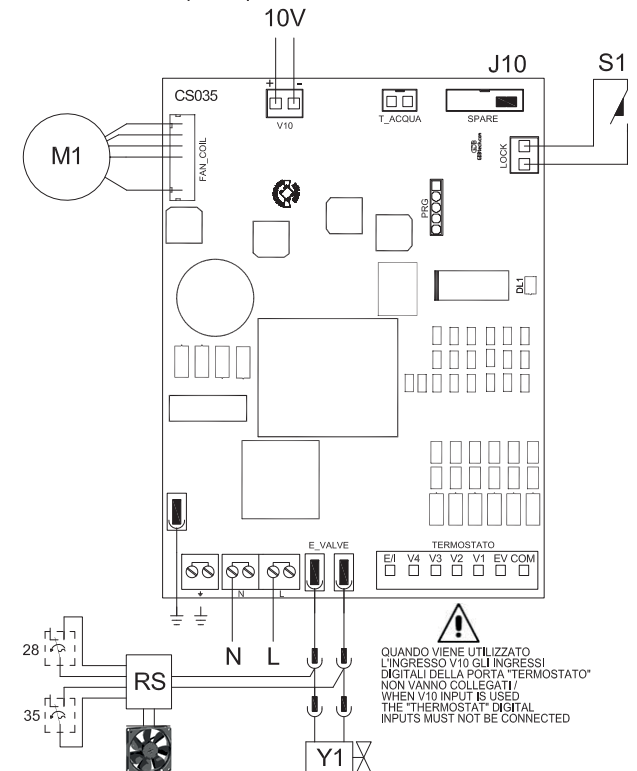 10V
J10
S1
CS035
+ -
V10
T_ACQUA
SPARE
M1
FAN_COIL
LOCK
PRG
DL1
E_VALVE
TERMOSTATO
E/I V4 V3 V2 V1 EV COM
N L
N L
28
RS
35
Y1
QUANDO VIENE UTILIZZATO
L'INGRESSO V10 GLI INGRESSI
DIGITALI DELLA PORTA "TERMOSTATO"
NON VANNO COLLEGATI /
WHEN V10 INPUT IS USED
THE "THERMOSTAT" DIGITAL
INPUTS MUST NOT BE CONNECTED